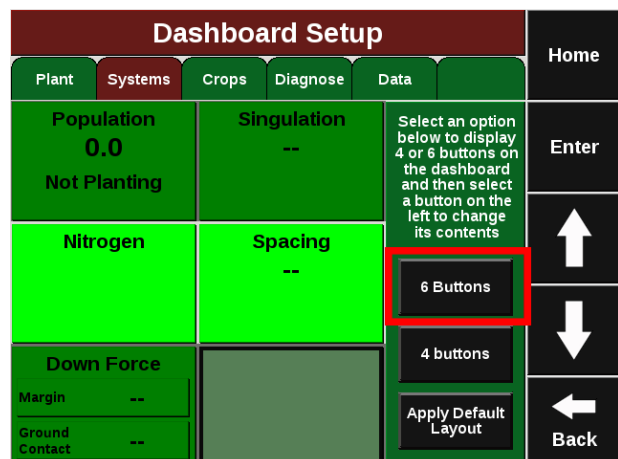 Dashboard Setup
Home
Plant
Systems
Crops
Diagnose
Data
Population
0.0
Not Planting
Singulation
--
Select an option
below to display
4 or 6 buttons on
the dashboard
and then select
a button on the
left to change
its contents
Enter
Nitrogen
Spacing
--
6 Buttons
4 buttons
Down Force
Margin --
Ground
Contact --
Apply Default
Layout
Back